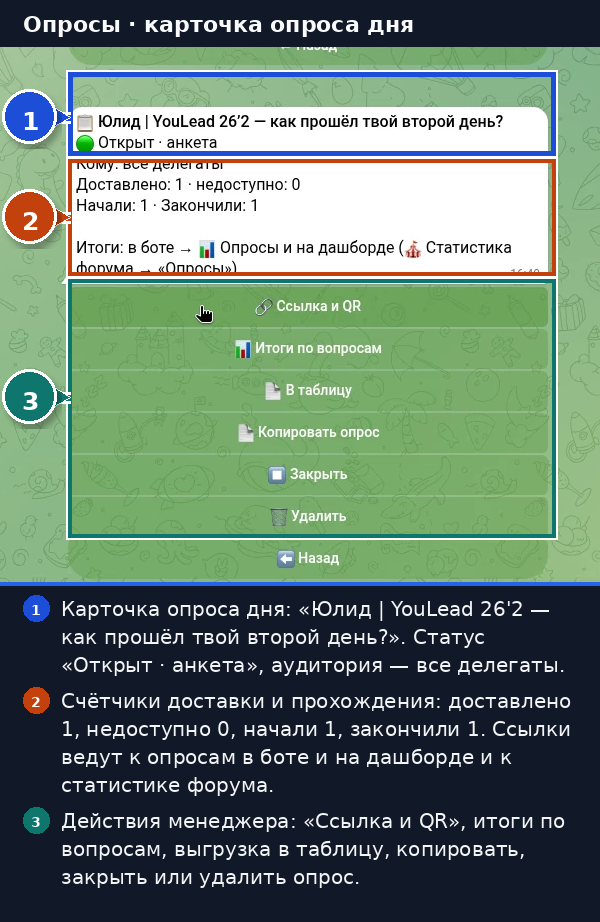 Опросы · карточка опроса дня
← Назад
📋 Юлид | YouLead 26’2 — как прошёл твой второй день?
🟢 Открыт · анкета
Кому: все делегаты
Доставлено: 1 · недоступно: 0
Начали: 1 · Закончили: 1
Итоги: в боте → 📊 Опросы и на дашборде (🎪 Статистика
форума → «Опросы»)
🔗 Ссылка и QR
📊 Итоги по вопросам
В таблицу
Копировать опрос
⏹ Закрыть
🗑 Удалить
⬅ Назад
1
2
3
1 Карточка опроса дня: «Юлид | YouLead 26'2 —
как прошёл твой второй день?». Статус
«Открыт · анкета», аудитория — все делегаты.
2 Счётчики доставки и прохождения: доставлено
1, недоступно 0, начали 1, закончили 1. Ссылки
ведут к опросам в боте и на дашборде и к
статистике форума.
3 Действия менеджера: «Ссылка и QR», итоги по
вопросам, выгрузка в таблицу, копировать,
закрыть или удалить опрос.